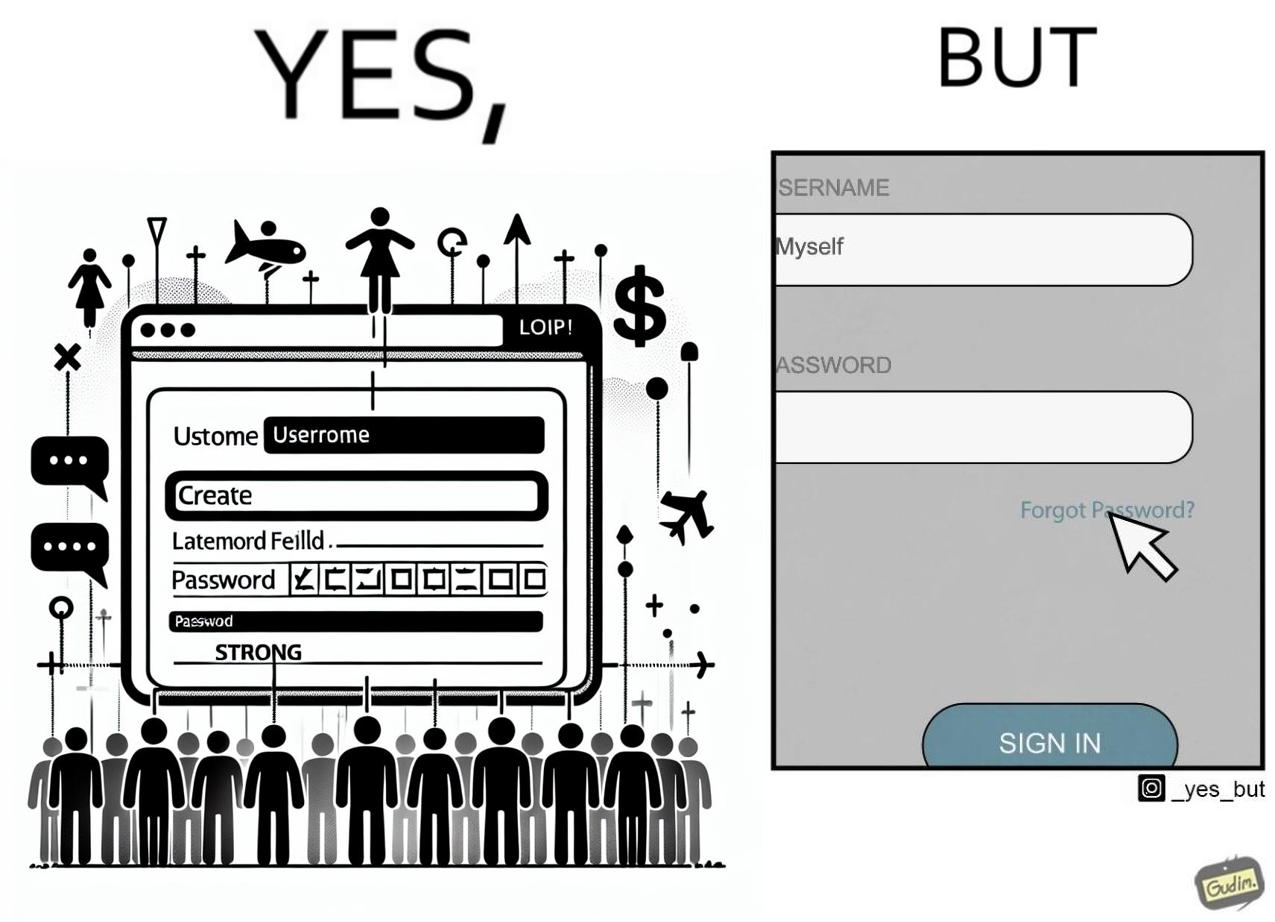 YES,
BUT
LOIP!
Ustome Userrome
Create
Latemord Feilld.
Password
Passwod
STRONG
SERNAME
Myself
ASSWORD
Forgot Password?
SIGN IN
_yes_but
Gudim.